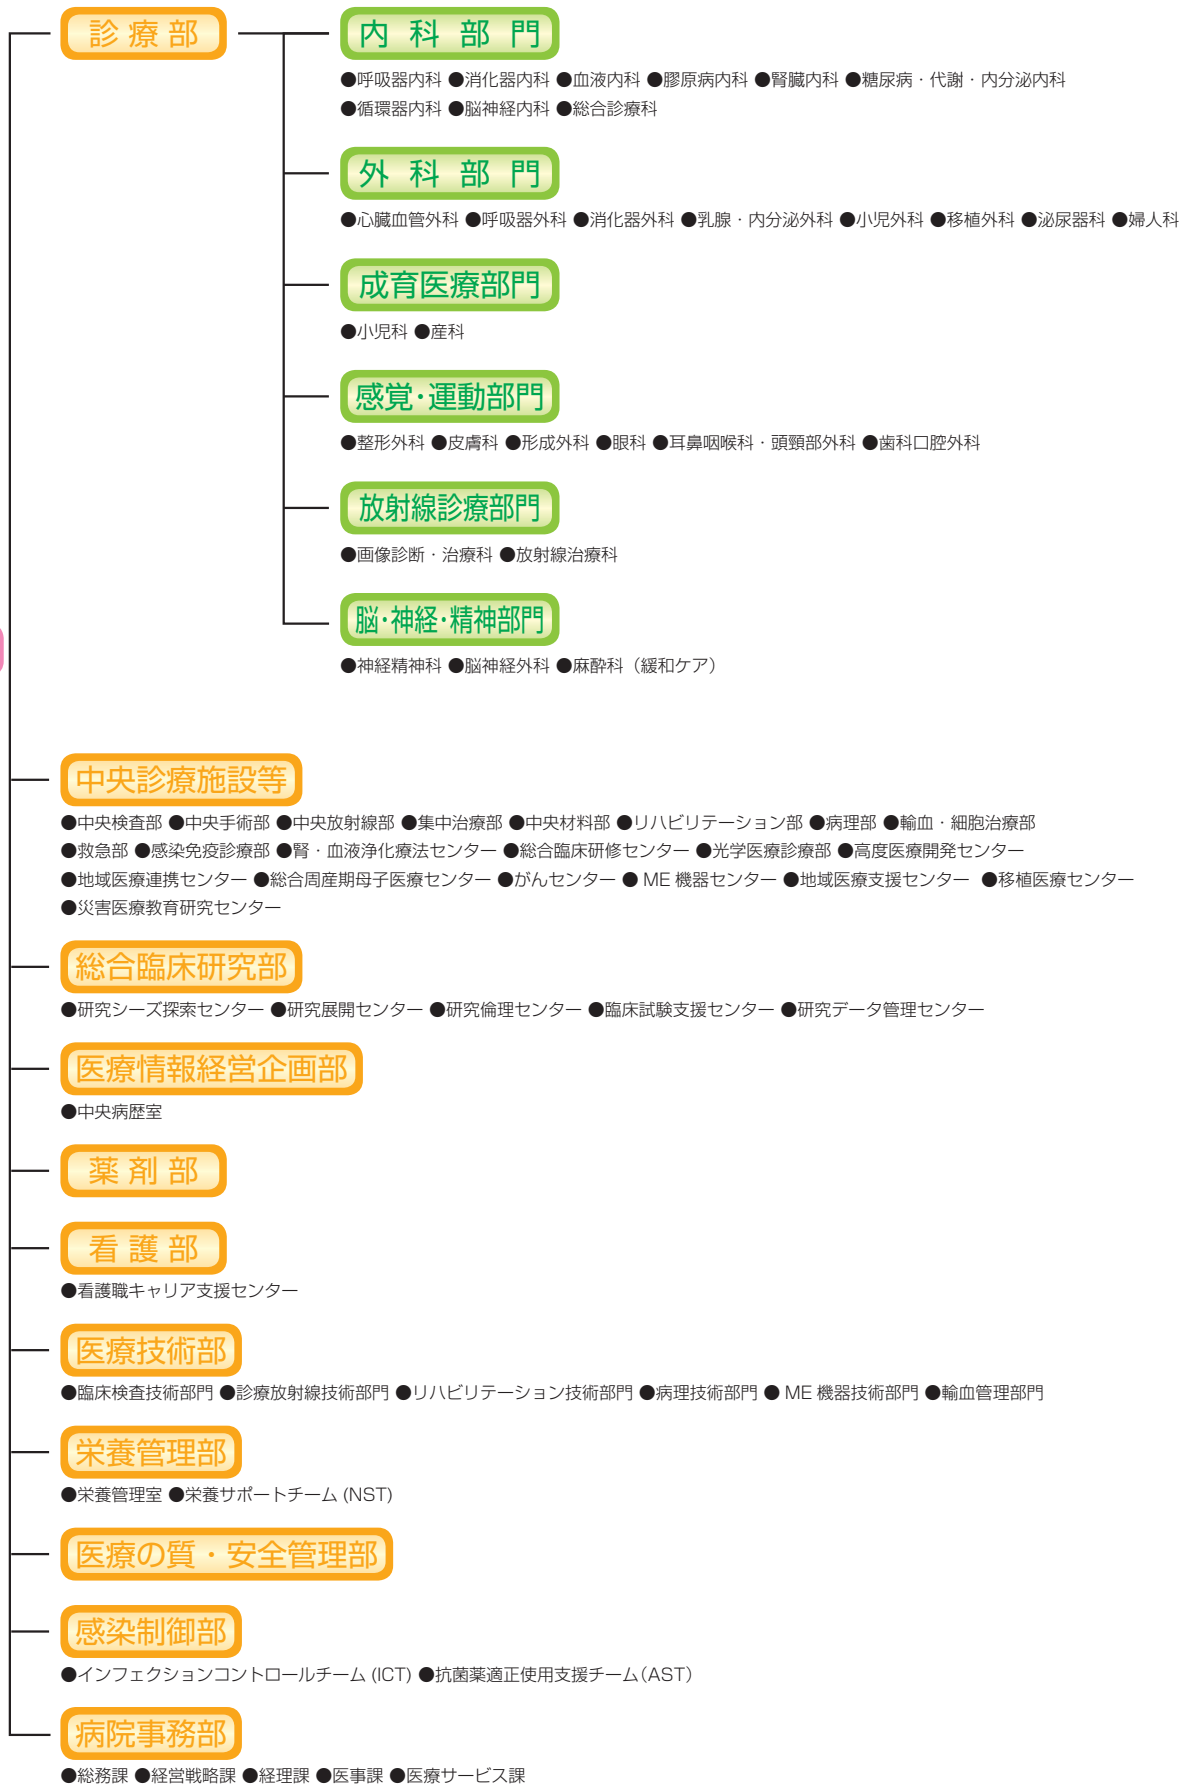 診療部
内科部門
●呼吸器内科 ●消化器内科 ●血液内科 ●膠原病内科 ●腎臓内科 ●糖尿病・代謝・内分泌内科
●循環器内科 ●脳神経内科 ●総合診療科
外科部門
●心臓血管外科 ●呼吸器外科 ●消化器外科 ●乳腺・内分泌外科 ●小児外科 ●移植外科 ●泌尿器科 ●婦人科
成育医療部門
●小児科 ●産科
感覚・運動部門
●整形外科 ●皮膚科 ●形成外科 ●眼科 ●耳鼻咽喉科・頭頸部外科 ●歯科口腔外科
放射線診療部門
●画像診断・治療科 ●放射線治療科
脳・神経・精神部門
●神経精神科 ●脳神経外科 ●麻酔科（緩和ケア）
中央診療施設等
●中央検査部 ●中央手術部 ●中央放射線部 ●集中治療部 ●中央材料部 ●リハビリテーション部 ●病理部 ●輸血・細胞治療部
●救急部 ●感染免疫診療部 ●腎・血液浄化療法センター ●総合臨床研修センター ●光学医療診療部 ●高度医療開発センター
●地域医療連携センター ●総合周産期母子医療センター ●がんセンター ● ME 機器センター ●地域医療支援センター ●移植医療センター
●災害医療教育研究センター
総合臨床研究部
●研究シーズ探索センター ●研究展開センター ●研究倫理センター ●臨床試験支援センター ●研究データ管理センター
医療情報経営企画部
●中央病歴室
薬剤部
看護部
●看護職キャリア支援センター
医療技術部
●臨床検査技術部門 ●診療放射線技術部門 ●リハビリテーション技術部門 ●病理技術部門 ● ME 機器技術部門 ●輸血管理部門
栄養管理部
●栄養管理室 ●栄養サポートチーム (NST)
医療の質・安全管理部
感染制御部
●インフェクションコントロールチーム (ICT) ●抗菌薬適正使用支援チーム（AST）
病院事務部
●総務課 ●経営戦略課 ●経理課 ●医事課 ●医療サービス課